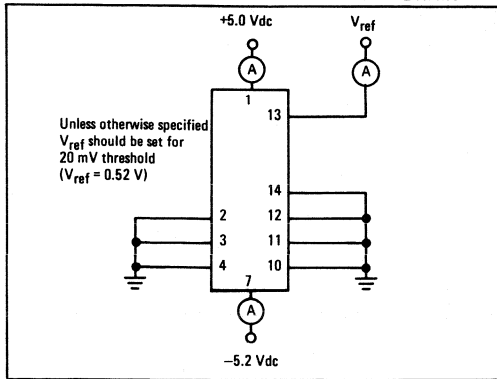 +5.0 Vdc
Vref
A
A
1
13
Unless otherwise specified
Vref should be set for
20 mV threshold
(Vref = 0.52 V)
14
2
12
3
11
4
10
7
A
−5.2 Vdc